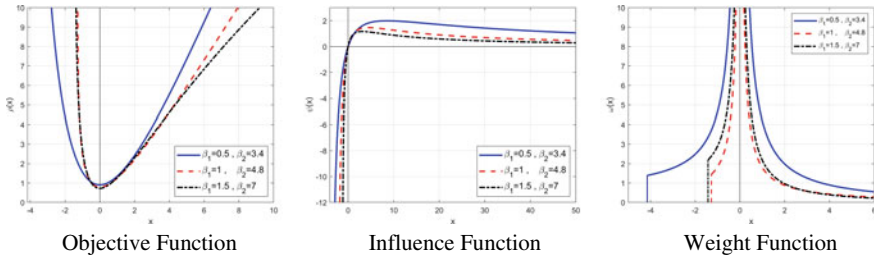 10
9
8
7
6
5
4
3
2
1
0
ρ(x)
-4 -2 0 2 4 6 8 10
x
β1=0.5 , β2=3.4
β1=1 , β2=4.8
β1=1.5 , β2=7
Objective Function
2
0
-2
-4
-6
-8
-10
-12
ψ(x)
0 10 20 30 40 50
x
β1=0.5 , β2=3.4
β1=1 , β2=4.8
β1=1.5 , β2=7
Influence Function
10
9
8
7
6
5
4
3
2
1
0
ω(x)
-4 -2 0 2 4 6
x
β1=0.5 , β2=3.4
β1=1 , β2=4.8
β1=1.5 , β2=7
Weight Function